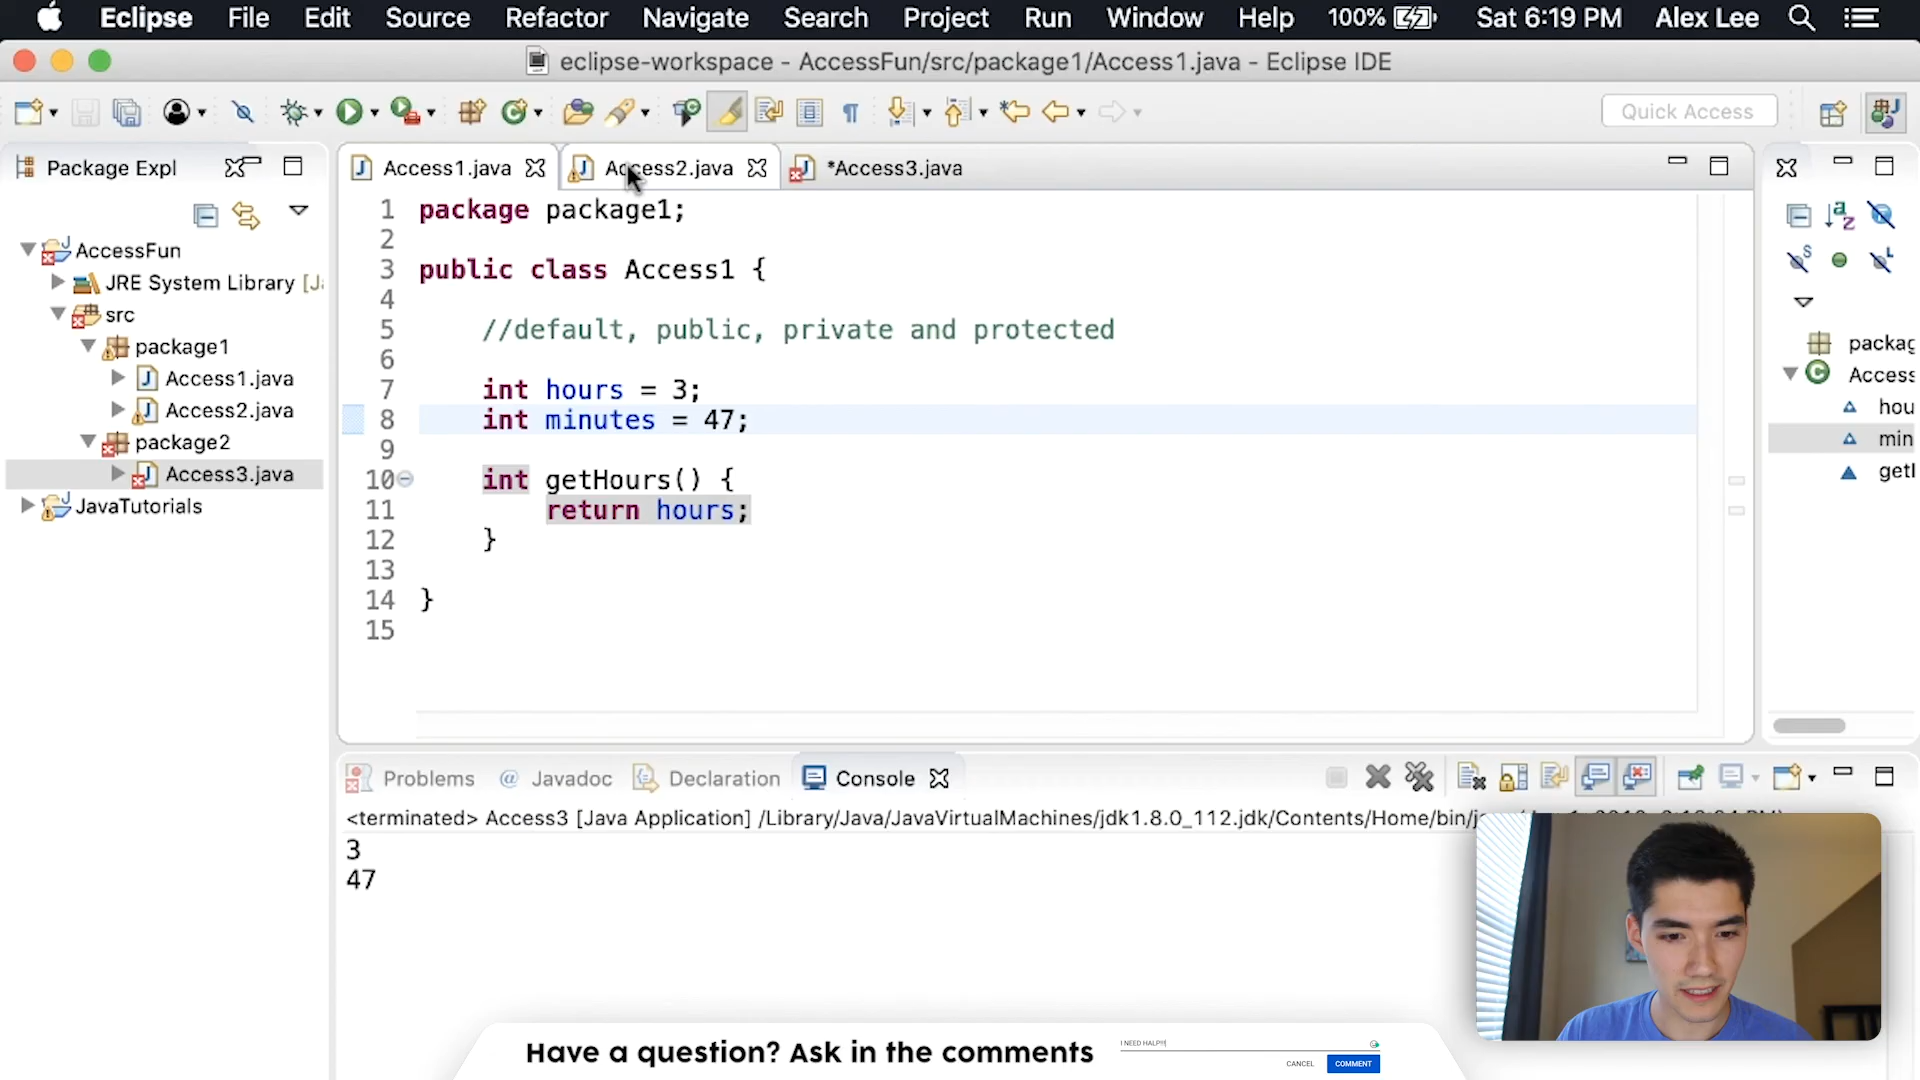 Eclipse File Edit Source Refactor Navigate Search Project Run Window Help 100% Sat 6:19 PM Alex Lee
eclipse-workspace - AccessFun/src/package1/Access1.java - Eclipse IDE
Quick Access
Package Expl
Access1.java
Access2.java
*Access3.java
AccessFun
JRE System Library [J
src
package1
Access1.java
Access2.java
package2
Access3.java
JavaTutorials
1 package package1;
2
3 public class Access1 {
4
5 //default, public, private and protected
6
7 int hours = 3;
8 int minutes = 47;
9
10 int getHours() {
11 return hours;
12 }
13
14 }
15
packag
Access
hou
min
getl
Problems @ Javadoc Declaration Console
<terminated> Access3 [Java Application] /Library/Java/JavaVirtualMachines/jdk1.8.0_112.jdk/Contents/Home/bin/
3
47
Have a question? Ask in the comments
I NEED HALP!!!
CANCEL COMMENT